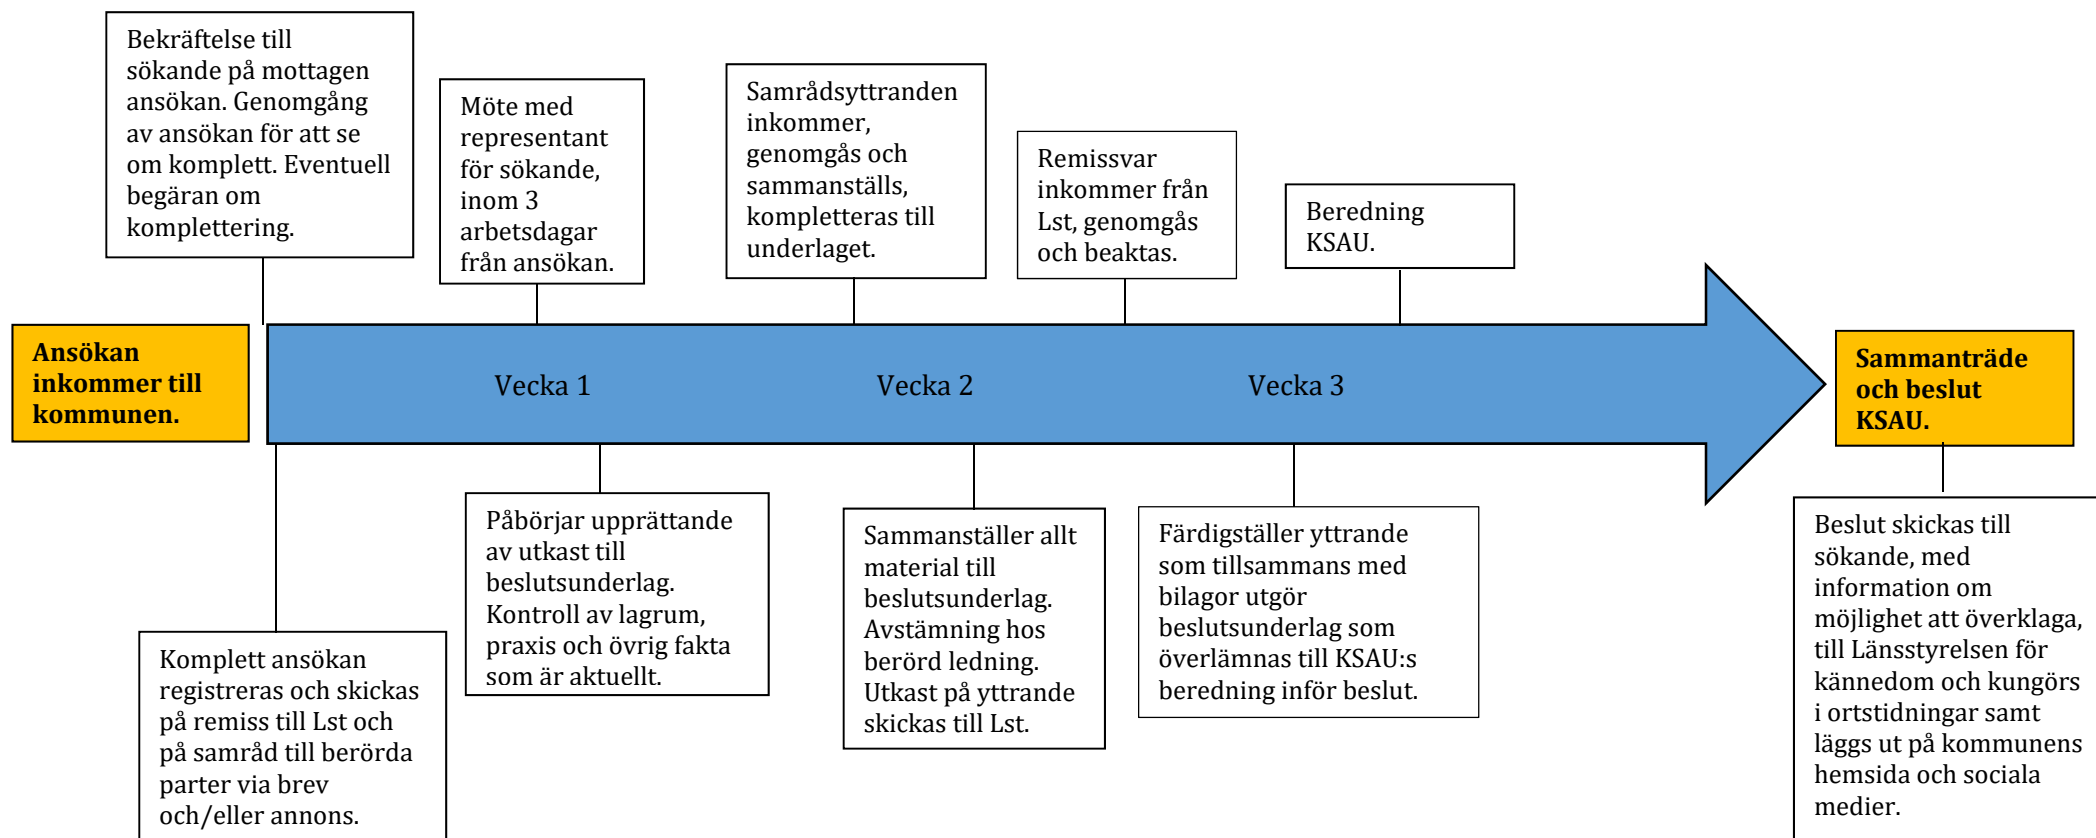 Bekräftelse till
sökande på mottagen
ansökan. Genomgång
av ansökan för att se
om komplett. Eventuell
begäran om
komplettering.
Möte med
representant
för sökande,
inom 3
arbetsdagar
från ansökan.
Samrådsyttranden
inkommer,
genomgås och
sammanställs,
kompletteras till
underlaget.
Remissvar
inkommer från
Lst, genomgås
och beaktas.
Beredning
KSAU.
Ansökan
inkommer till
kommunen.
Vecka 1
Vecka 2
Vecka 3
Sammanträde
och beslut
KSAU.
Komplett ansökan
registreras och skickas
på remiss till Lst och
på samråd till berörda
parter via brev
och/eller annons.
Påbörjar upprättande
av utkast till
beslutsunderlag.
Kontroll av lagrum,
praxis och övrig fakta
som är aktuellt.
Sammanställer allt
material till
beslutsunderlag.
Avstämning hos
berörd ledning.
Utkast på yttrande
skickas till Lst.
Färdigställer yttrande
som tillsammans med
bilagor utgör
beslutsunderlag som
överlämnas till KSAU:s
beredning inför beslut.
Beslut skickas till
sökande, med
information om
möjlighet att överklaga,
till Länsstyrelsen för
kännedom och kungörs
i ortstidningar samt
läggs ut på kommunens
hemsida och sociala
medier.